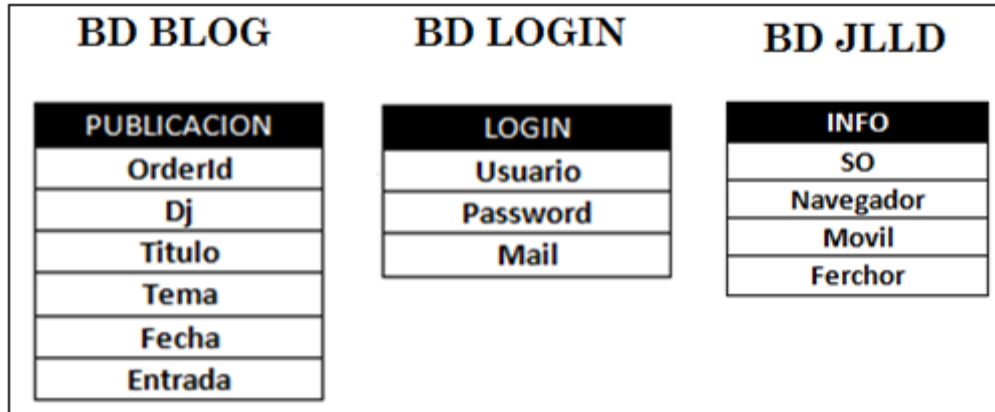 BD BLOG
PUBLICACION
OrderId
Dj
Titulo
Tema
Fecha
Entrada
BD LOGIN
LOGIN
Usuario
Password
Mail
BD JLLD
INFO
SO
Navegador
Movil
Ferchor